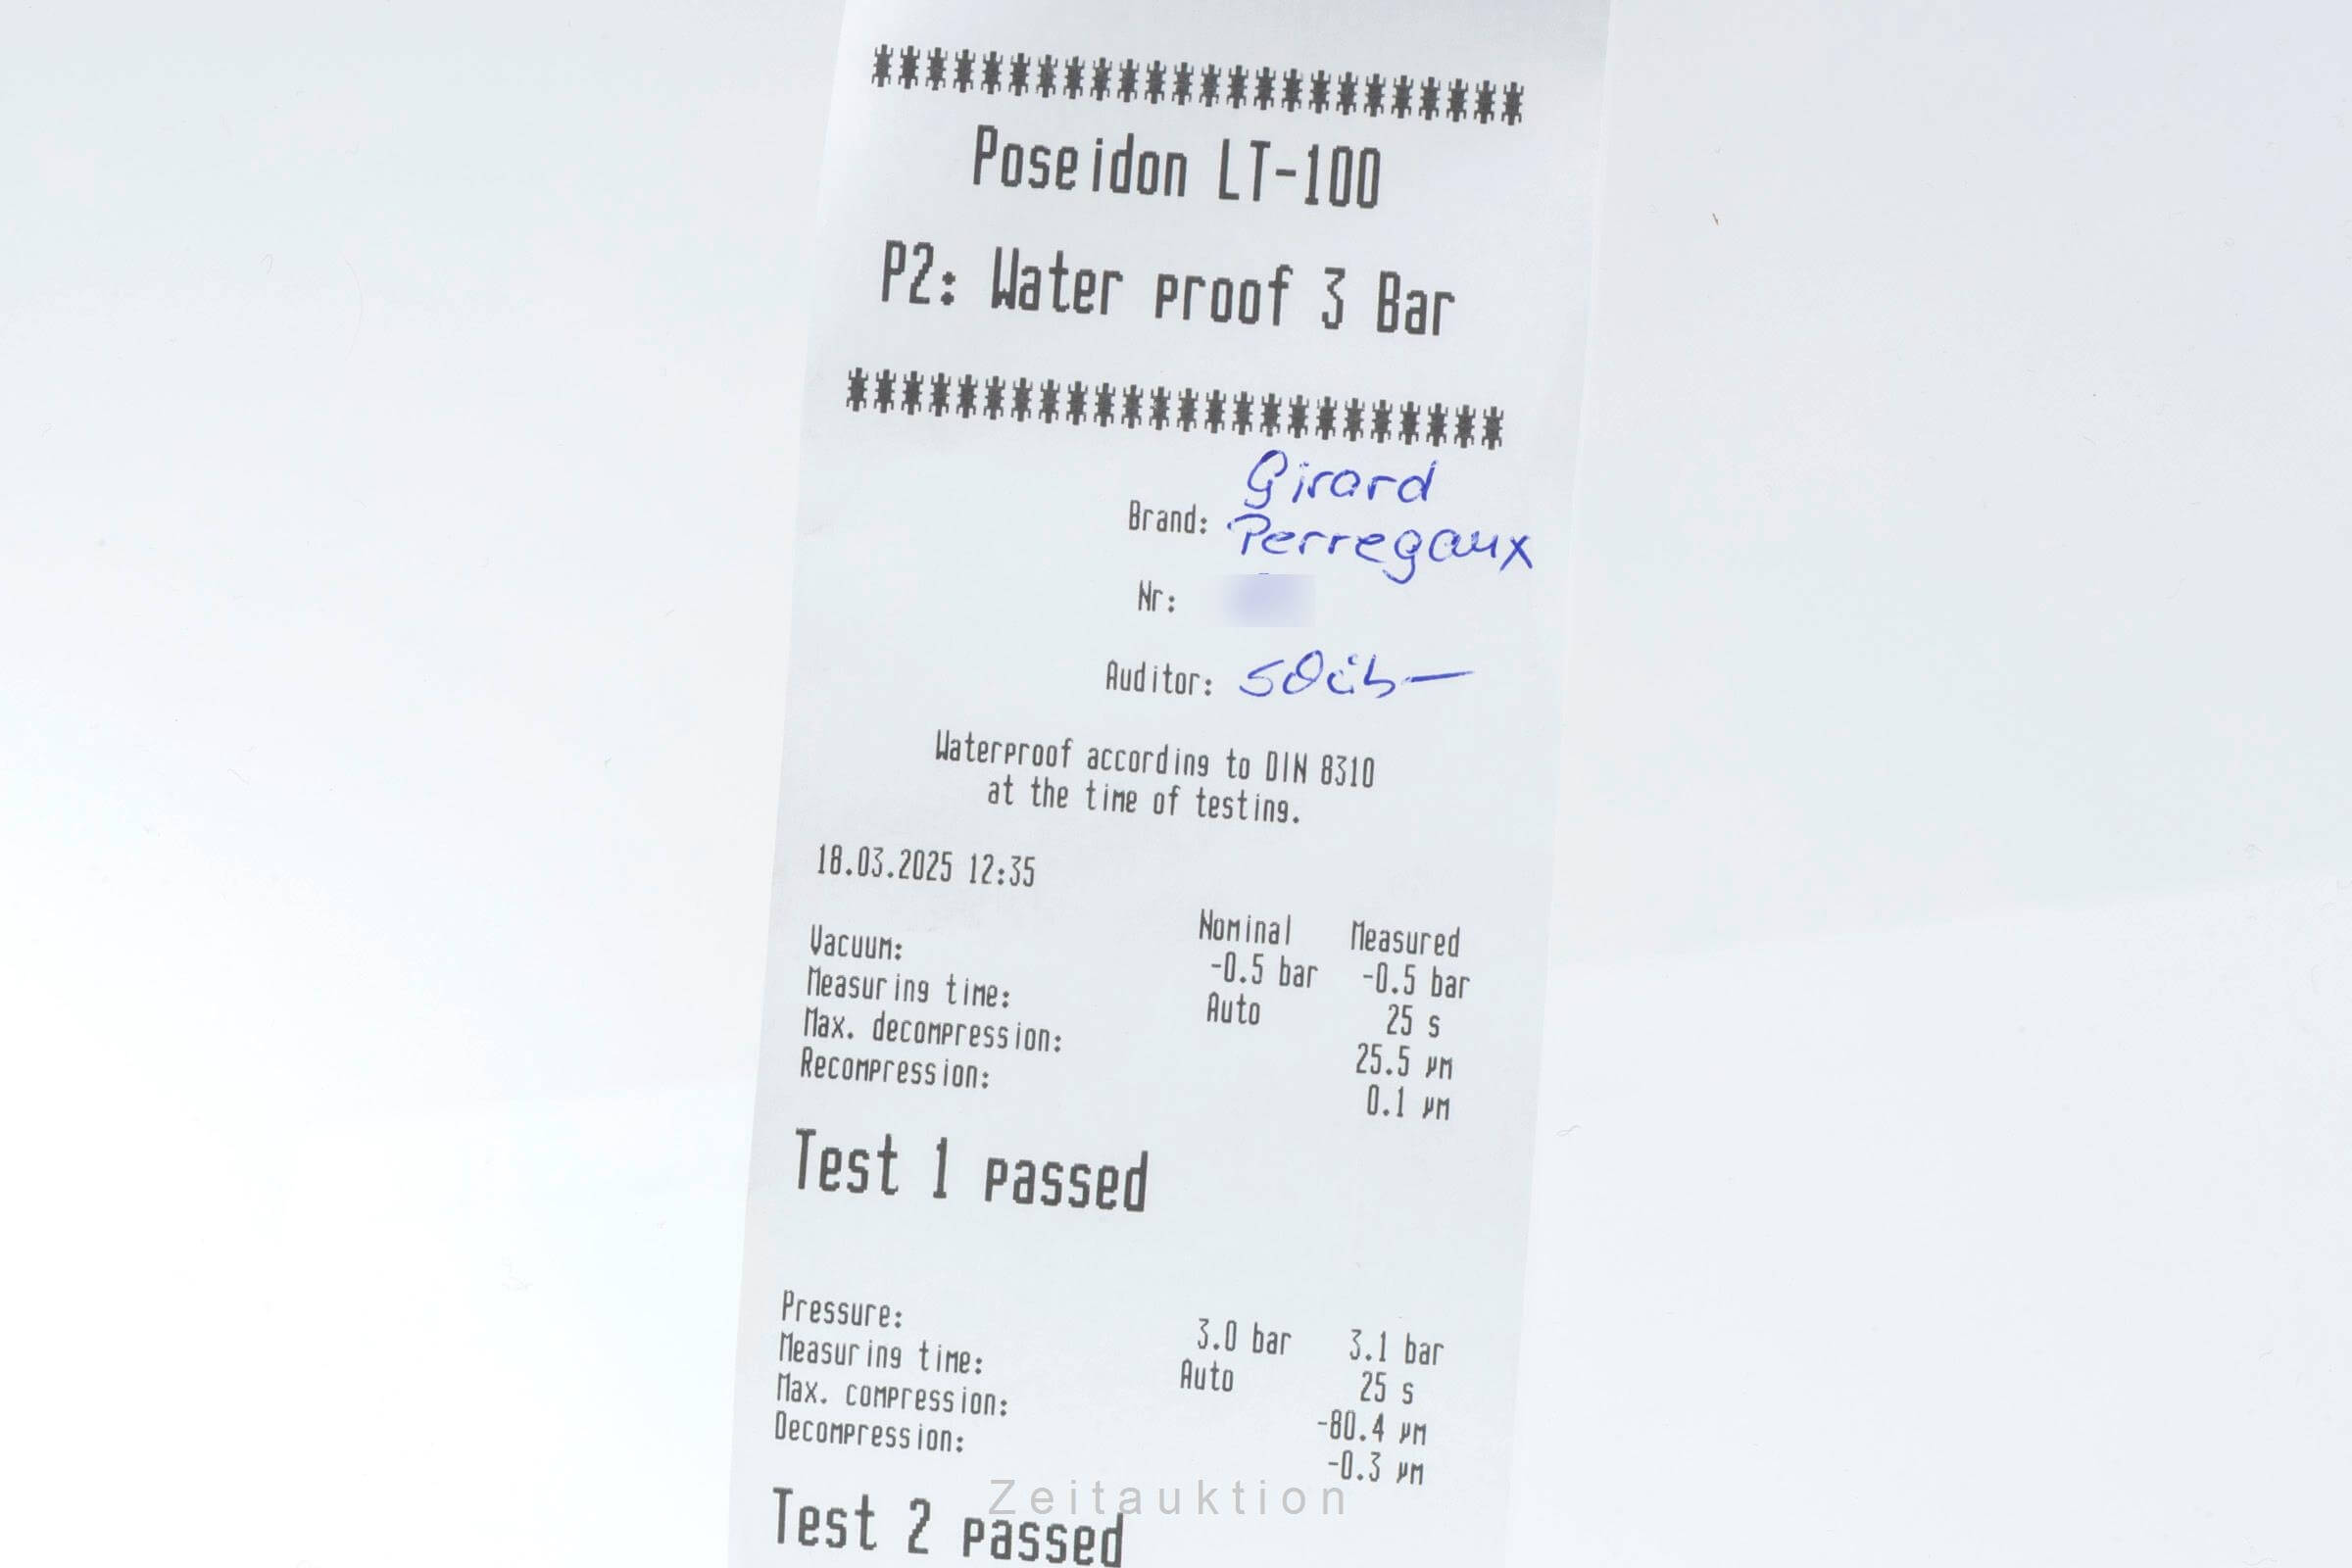 ************************
Poseidon LT-100
P2: Water proof 3 Bar
************************
Brand: Girard Perregaux
Nr:
Auditor:
Waterproof according to DIN 8310
at the time of testing.
18.03.2025 12:35
Nominal Measured
Vacuum: -0.5 bar -0.5 bar
Measuring time: Auto 25 s
Max. decompression: 25.5 µm
Recompression: 0.1 µm
Test 1 passed
Pressure: 3.0 bar 3.1 bar
Measuring time: Auto 25 s
Max. compression: -80.4 µm
Decompression: -0.3 µm
Zeitauktion
Test 2 passed